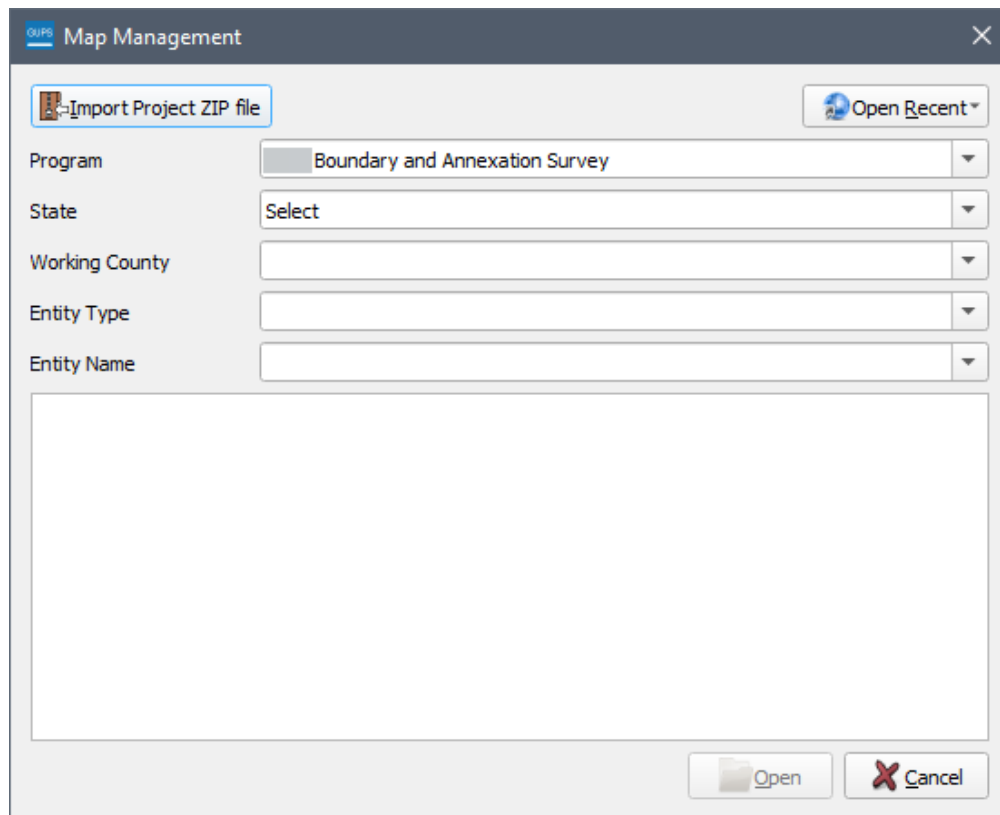 GUPS Map Management
Import Project ZIP file Open Recent
Program Boundary and Annexation Survey
State Select
Working County
Entity Type
Entity Name
Open Cancel